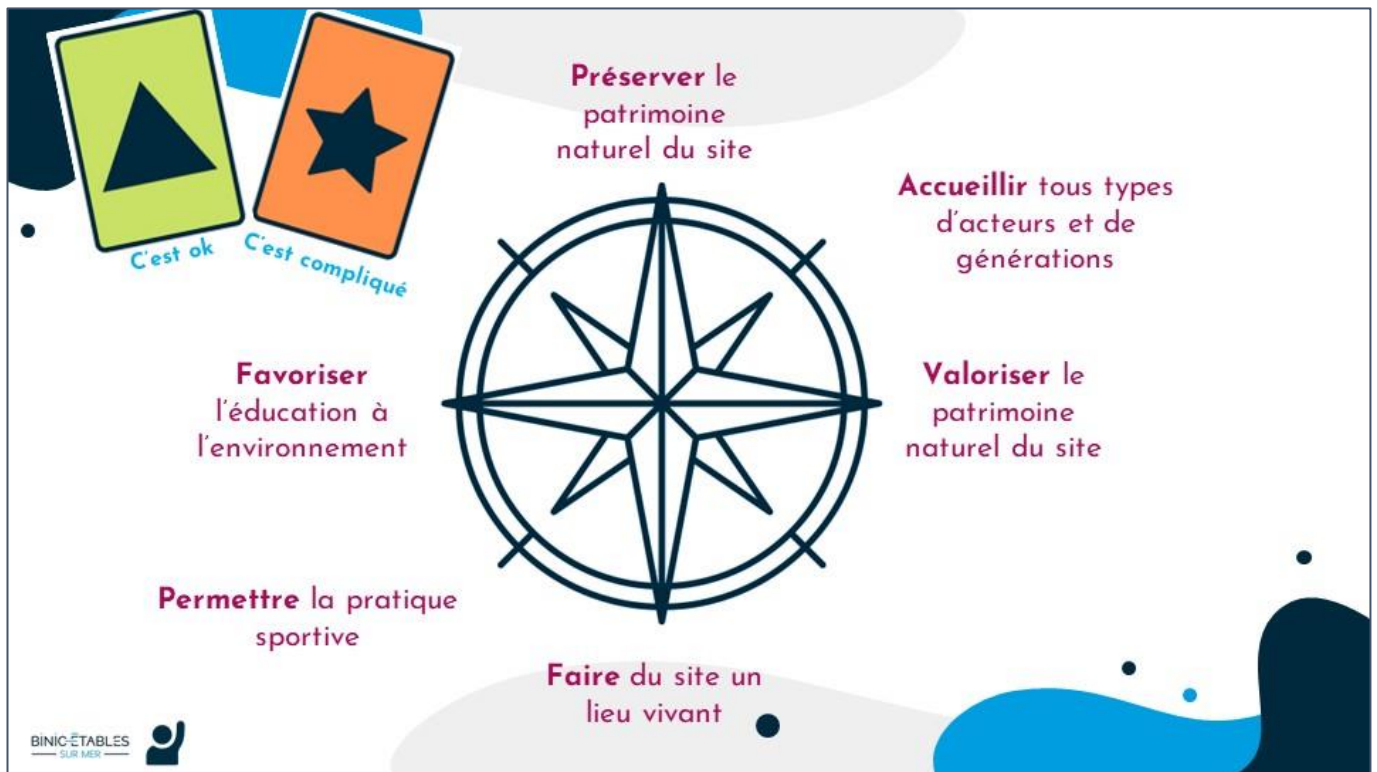 C'est ok
C'est compliqué
Préserver le
patrimoine
naturel du site
Accueillir tous types
d'acteurs et de
générations
Favoriser
l'éducation à
l'environnement
Valoriser le
patrimoine
naturel du site
Permettre la pratique
sportive
Faire du site un
lieu vivant
BINIC-ÉTABLES
SUR MER